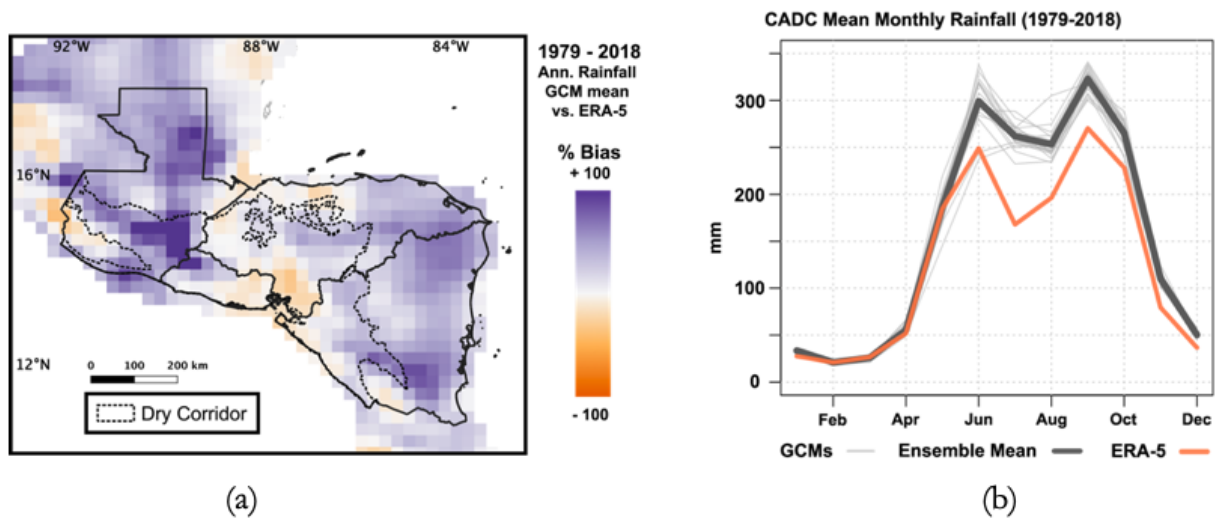 92°W
88°W
84°W
16°N
12°N
0 100 200 km
Dry Corridor
1979 - 2018
Ann. Rainfall
GCM mean
vs. ERA-5
% Bias
+ 100
- 100
(a)
CADC Mean Monthly Rainfall (1979-2018)
mm
300
200
100
0
Feb Apr Jun Aug Oct Dec
GCMs Ensemble Mean ERA-5
(b)